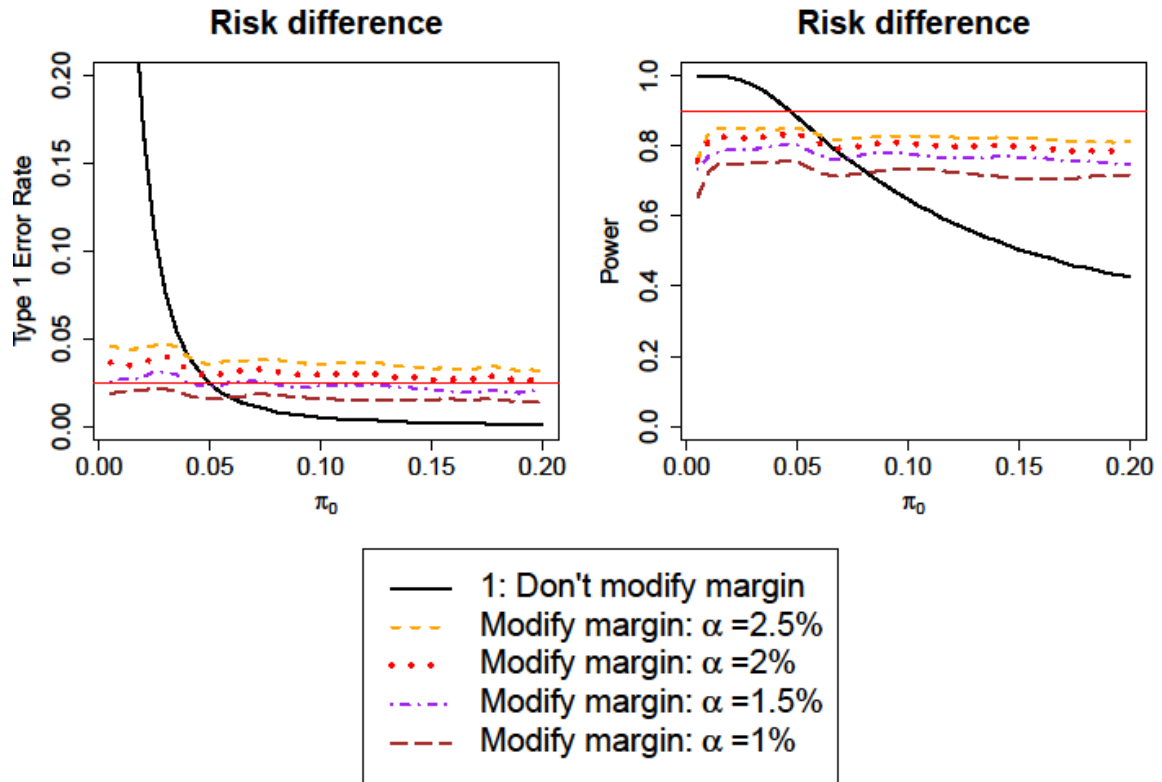 Risk difference
Type 1 Error Rate
0.00 0.05 0.10 0.15 0.20
0.00 0.05 0.10 0.15 0.20
π0
Risk difference
Power
0.0 0.2 0.4 0.6 0.8 1.0
0.00 0.05 0.10 0.15 0.20
π0
1: Don't modify margin
Modify margin: α =2.5%
Modify margin: α =2%
Modify margin: α =1.5%
Modify margin: α =1%